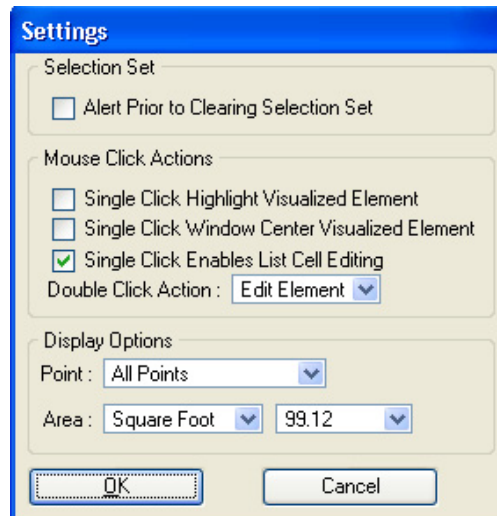 Settings
Selection Set
Alert Prior to Clearing Selection Set
Mouse Click Actions
Single Click Highlight Visualized Element
Single Click Window Center Visualized Element
Single Click Enables List Cell Editing
Double Click Action : Edit Element
Display Options
Point : All Points
Area : Square Foot 99.12
OK Cancel